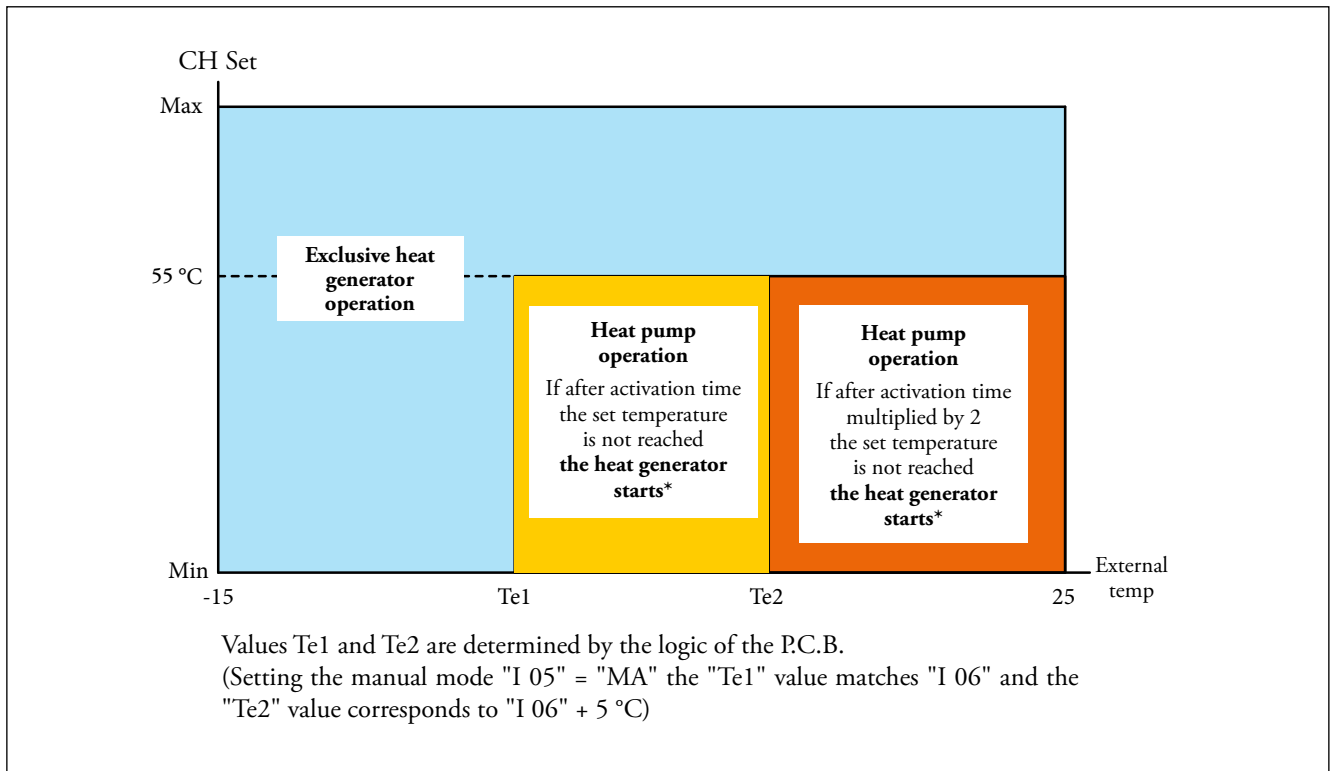 CH Set
Max
55 °C
Min
Exclusive heat
generator
operation
Heat pump
operation
If after activation time
the set temperature
is not reached
the heat generator
starts*
Heat pump
operation
If after activation time
multiplied by 2
the set temperature
is not reached
the heat generator
starts*
-15
Te1
Te2
25
External
temp
Values Te1 and Te2 are determined by the logic of the P.C.B.
(Setting the manual mode "I 05" = "MA" the "Te1" value matches "I 06" and the
"Te2" value corresponds to "I 06" + 5 °C)